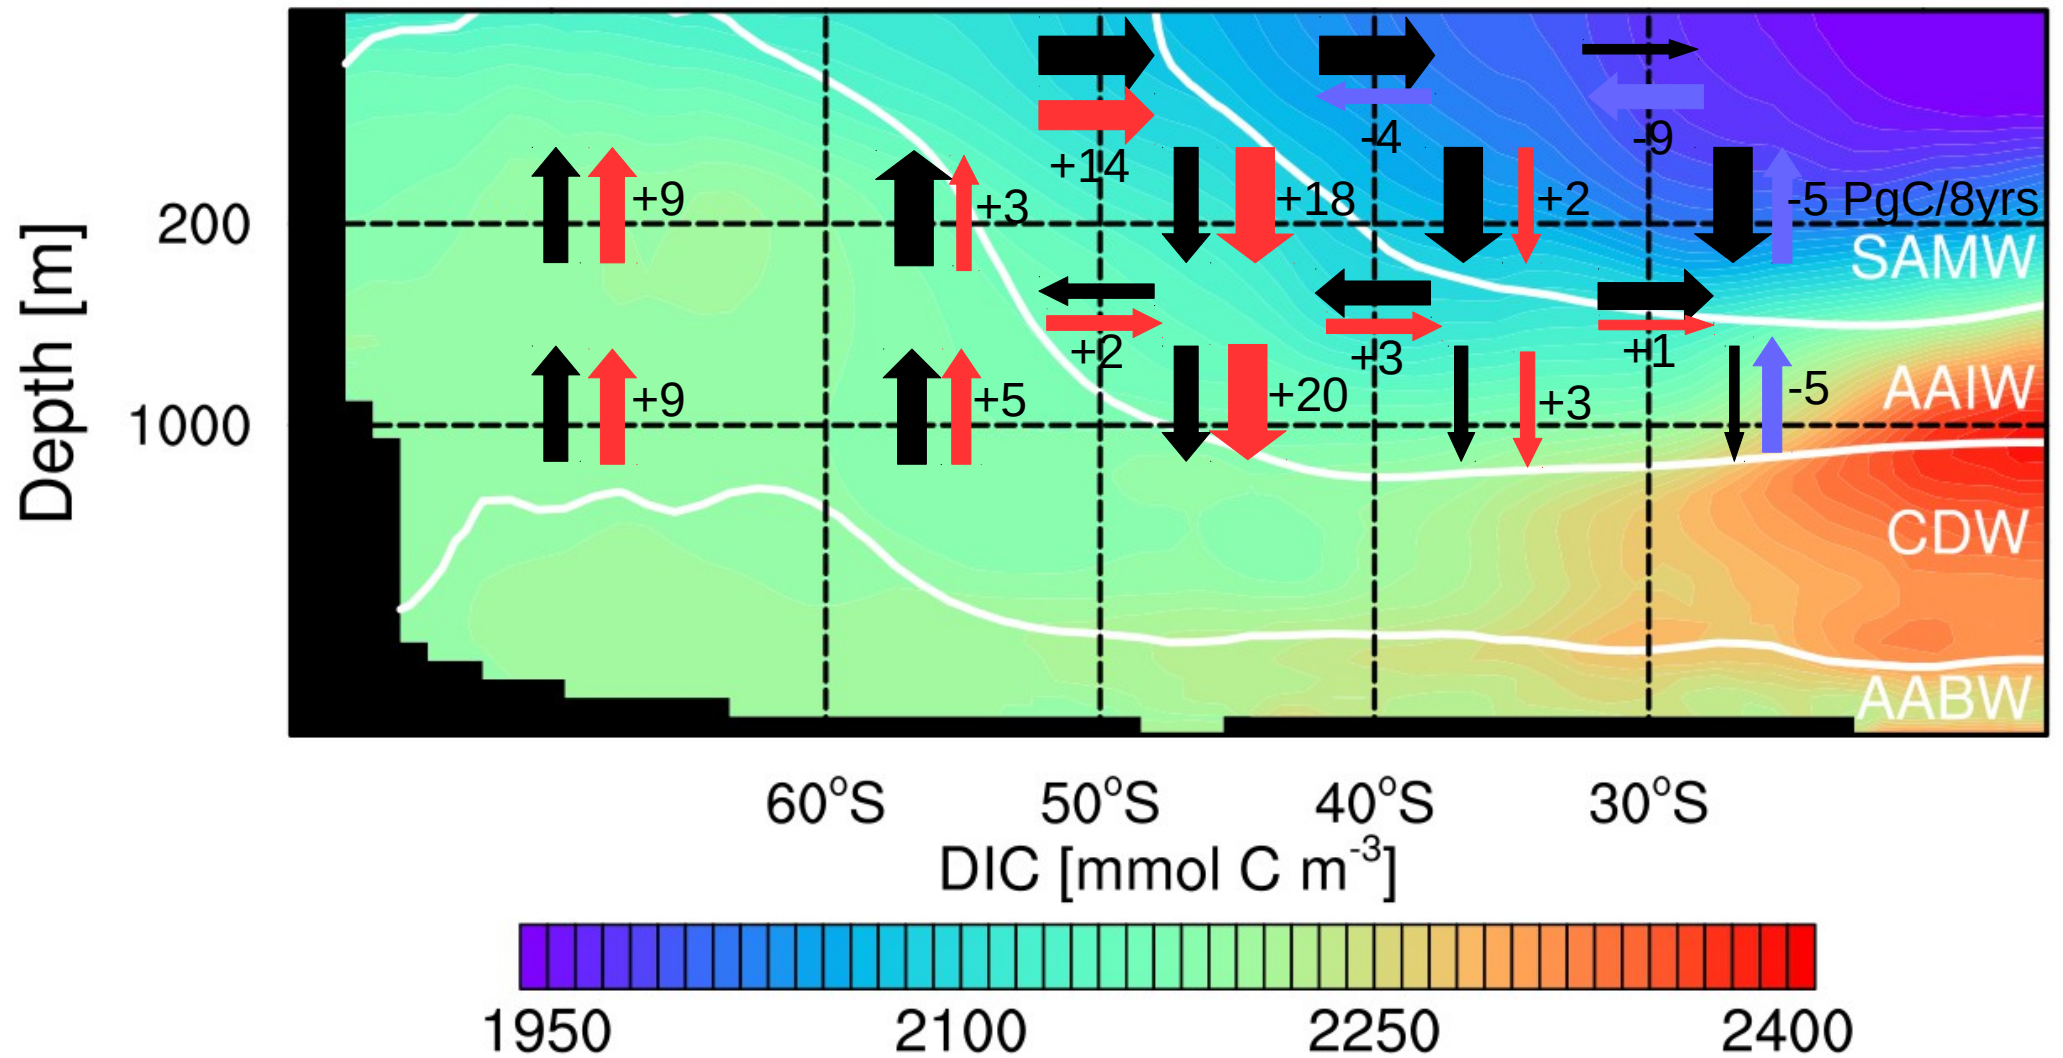 +14
-4
-9
+9
+3
+18
+2
-5 PgC/8yrs
200
SAMW
+2
+3
+1
AAIW
+9
+5
+20
+3
-5
1000
Depth [m]
CDW
AABW
60°S 50°S 40°S 30°S
DIC [mmol C m-3]
1950 2100 2250 2400